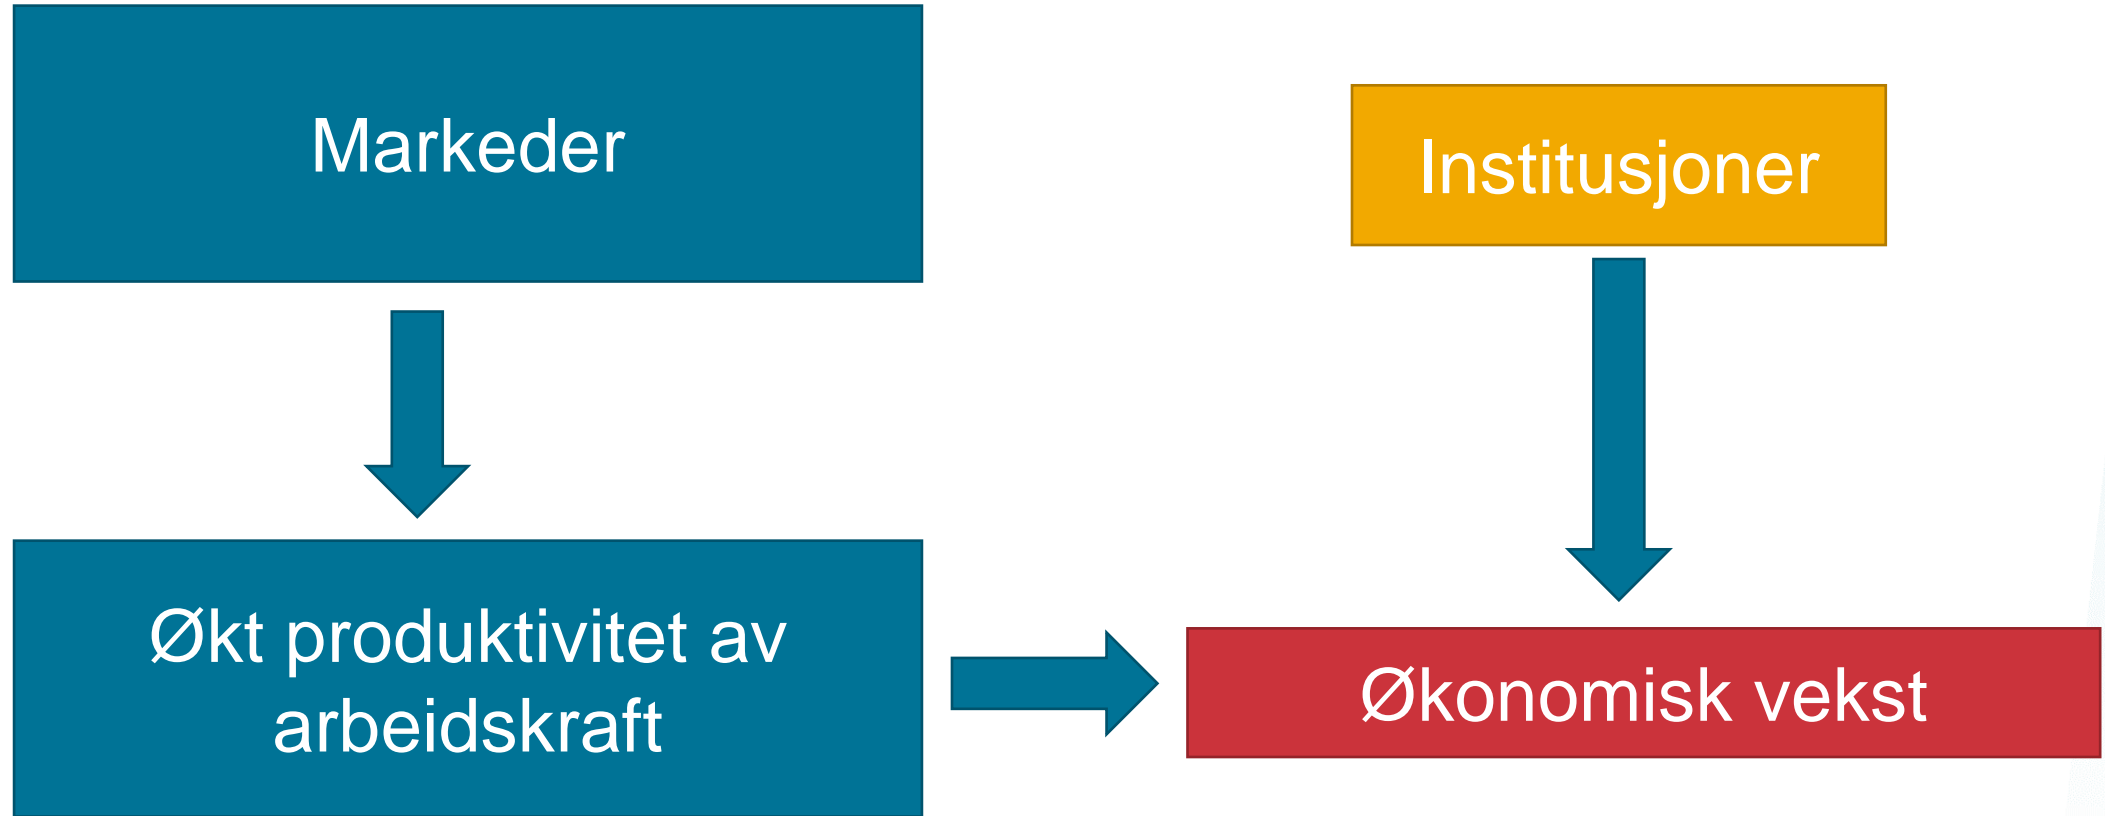 Markeder
Institusjoner
Økt produktivitet av
arbeidskraft
Økonomisk vekst